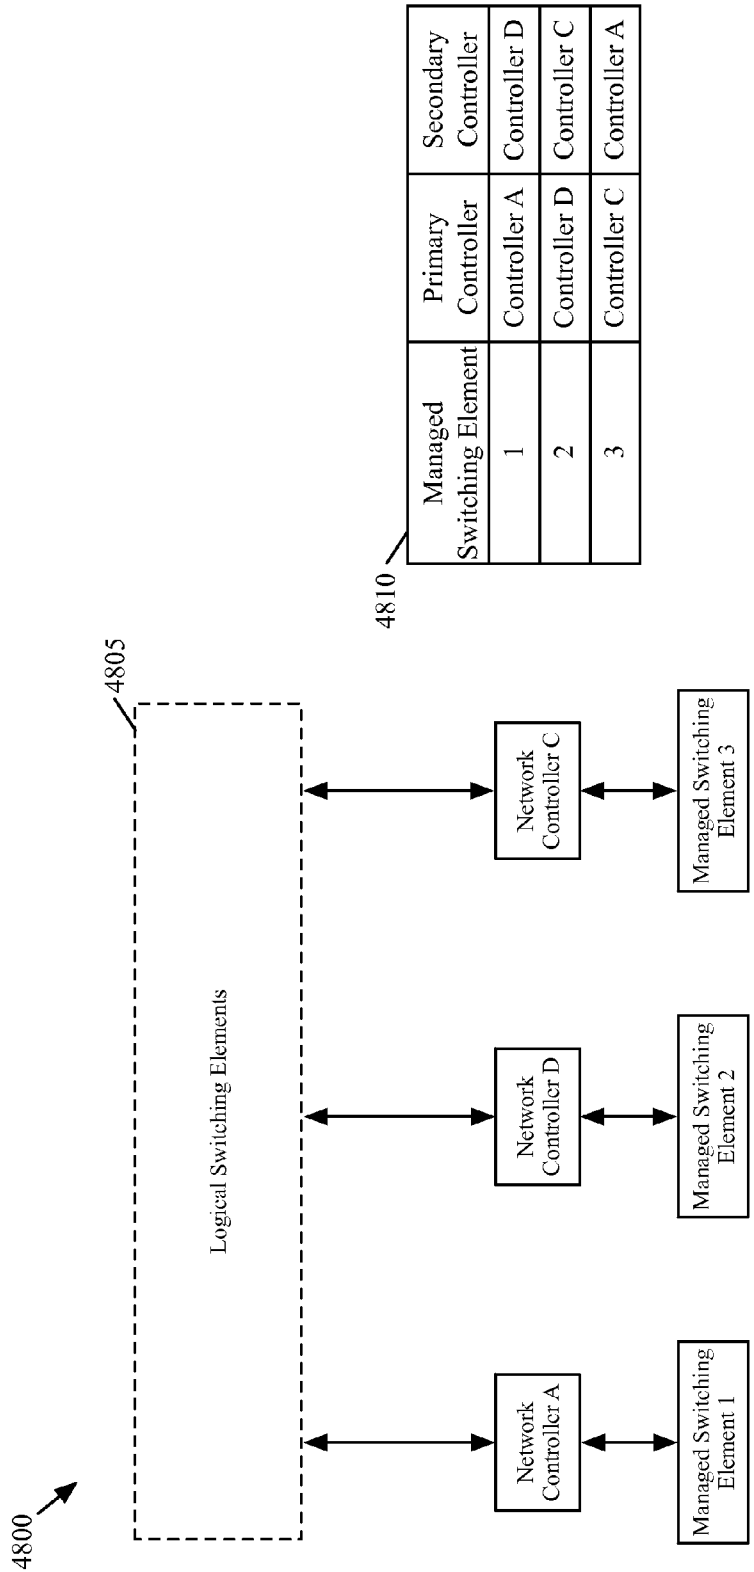 4800
4805
Logical Switching Elements
Network
Controller A
Network
Controller D
Network
Controller C
Managed Switching
Element 1
Managed Switching
Element 2
Managed Switching
Element 3
4810
Managed
Switching Element
Primary
Controller
Secondary
Controller
1
Controller A
Controller D
2
Controller D
Controller C
3
Controller C
Controller A